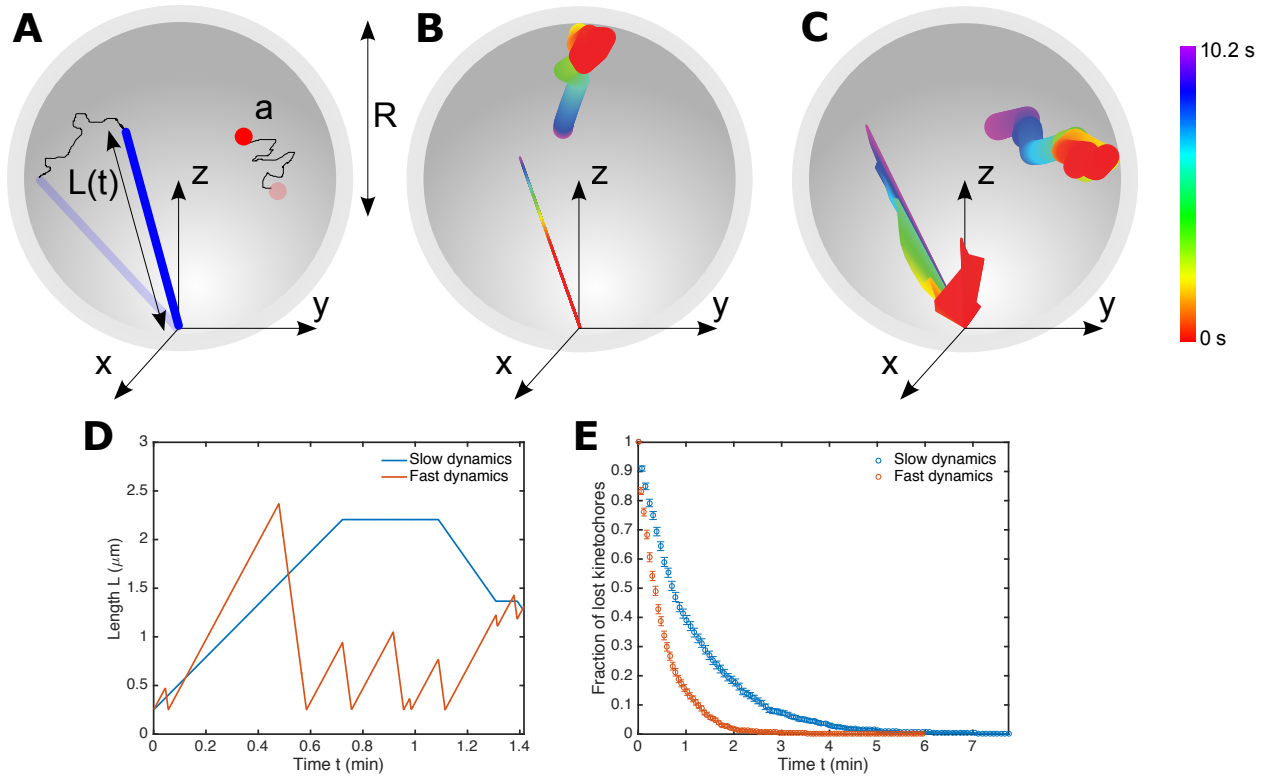 A
B
C
a
R
L(t)
z
y
x
z
y
x
z
y
x
10.2 s
0 s
D
Slow dynamics
Fast dynamics
Length L (μm)
3
2.5
2
1.5
1
0.5
0
0 0.2 0.4 0.6 0.8 1 1.2 1.4
Time t (min)
E
Slow dynamics
Fast dynamics
Fraction of lost kinetochores
1
0.9
0.8
0.7
0.6
0.5
0.4
0.3
0.2
0.1
0
0 1 2 3 4 5 6 7
Time t (min)